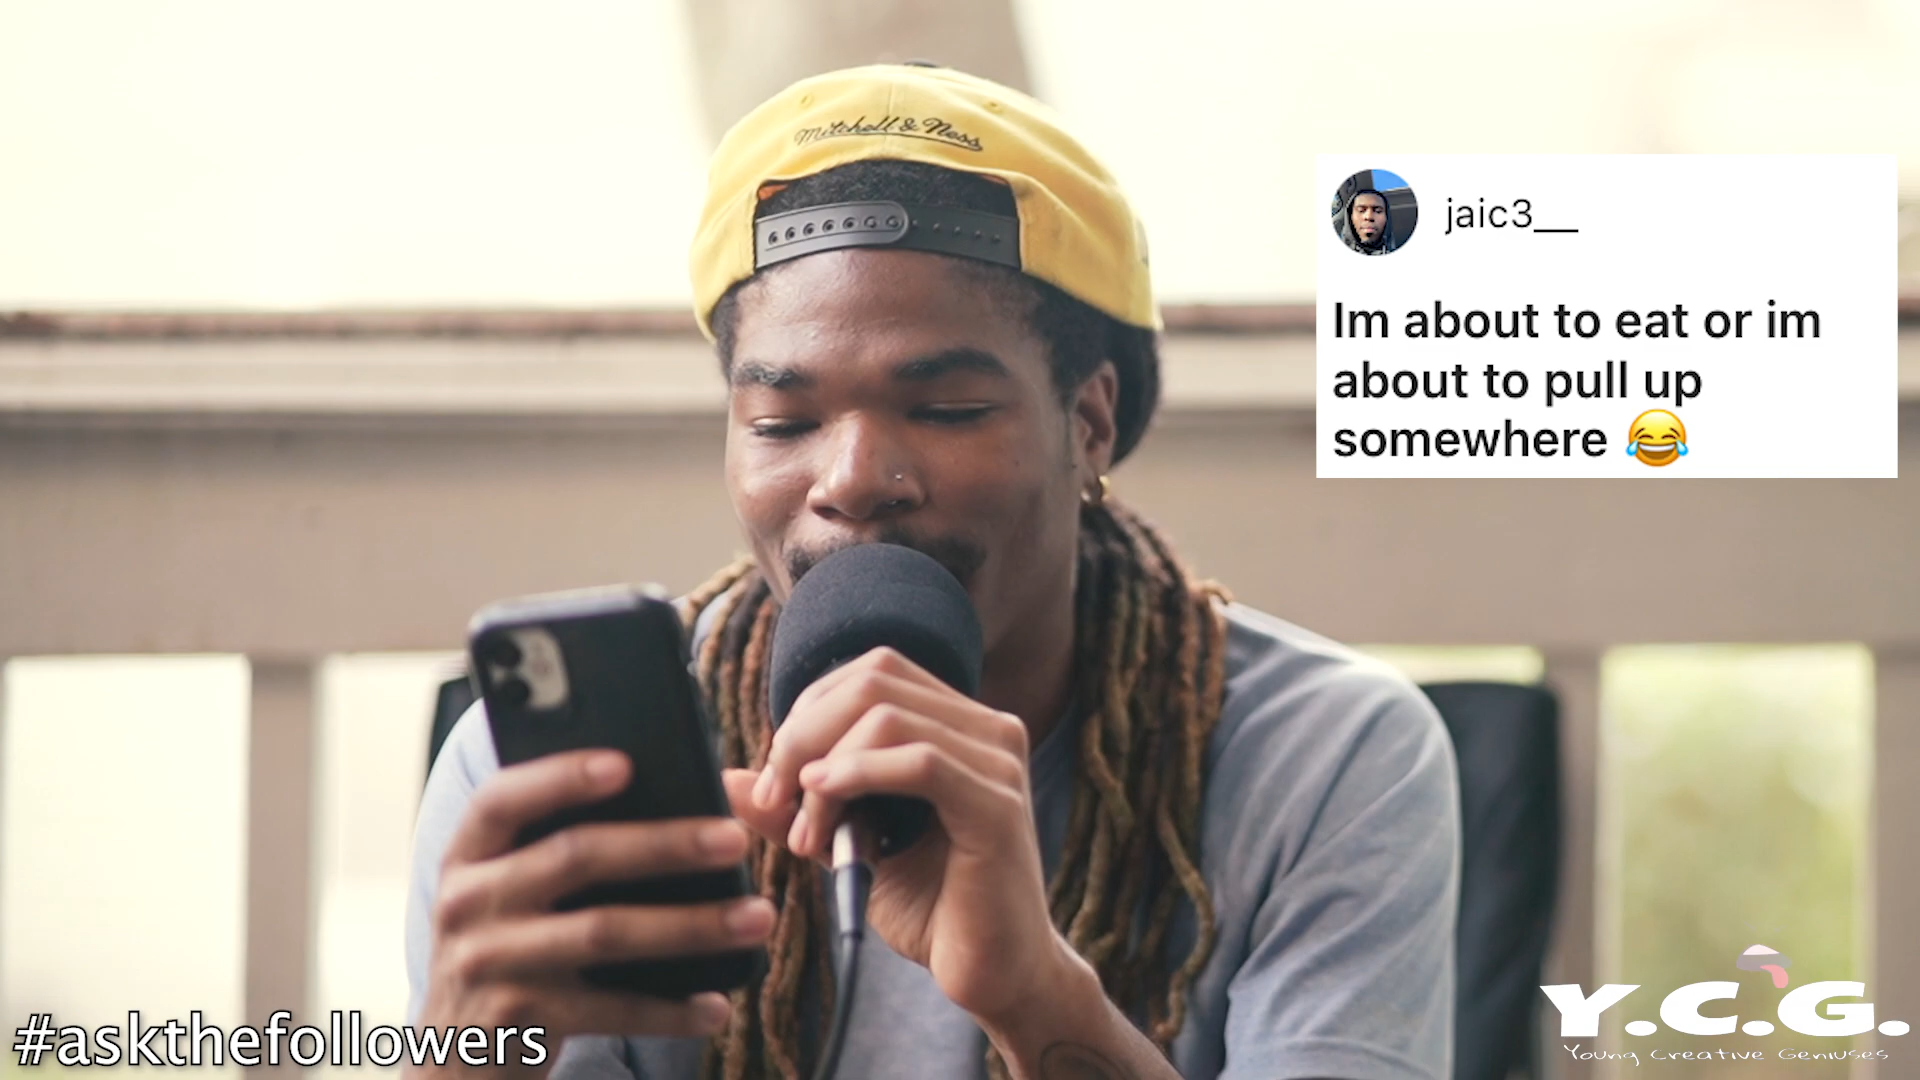 Mitchell & Ness
jaic3__
Im about to eat or im
about to pull up
somewhere 😂
#askthefollowers
Y.C.G.
Young Creative Geniuses